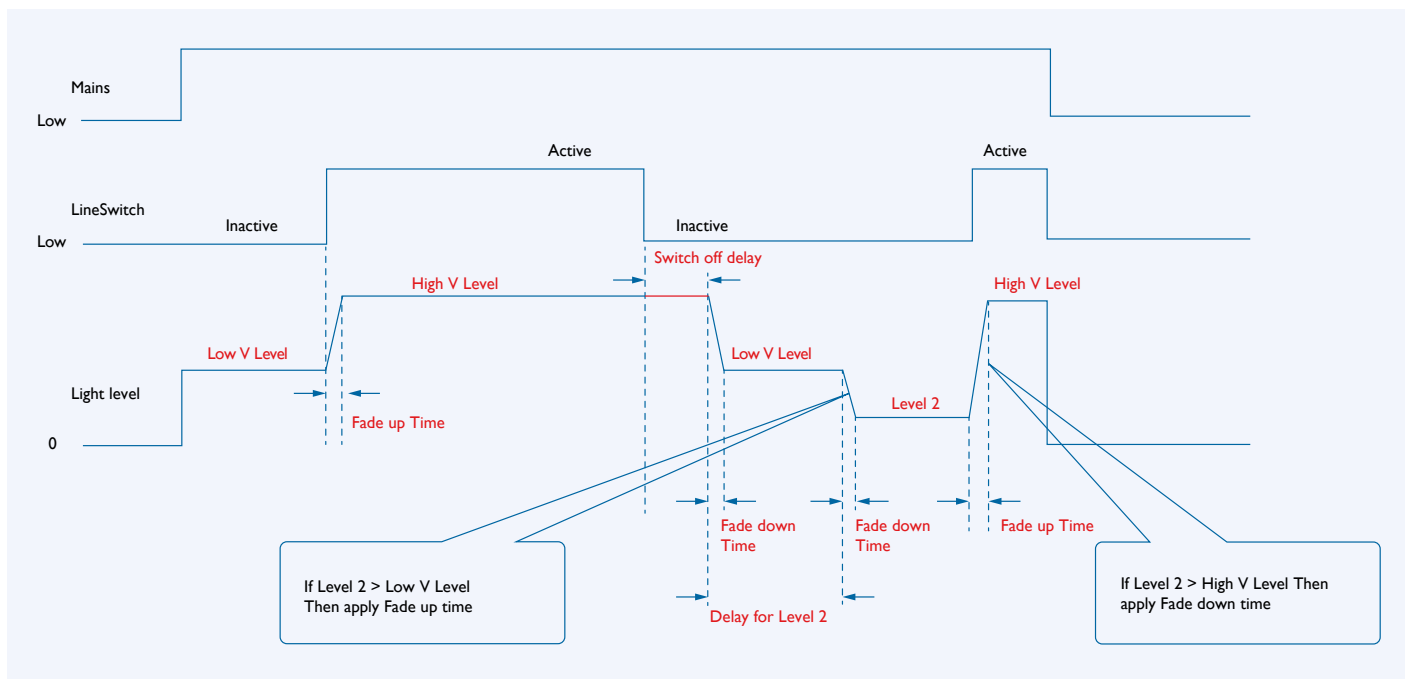 Mains
Low
Active
Active
LineSwitch
Inactive
Inactive
Low
Switch off delay
High V Level
High V Level
Low V Level
Low V Level
Light level
Level 2
Fade up Time
0
Fade down
Time
Fade down
Time
Fade up Time
If Level 2 > Low V Level
Then apply Fade up time
If Level 2 > High V Level Then
apply Fade down time
Delay for Level 2